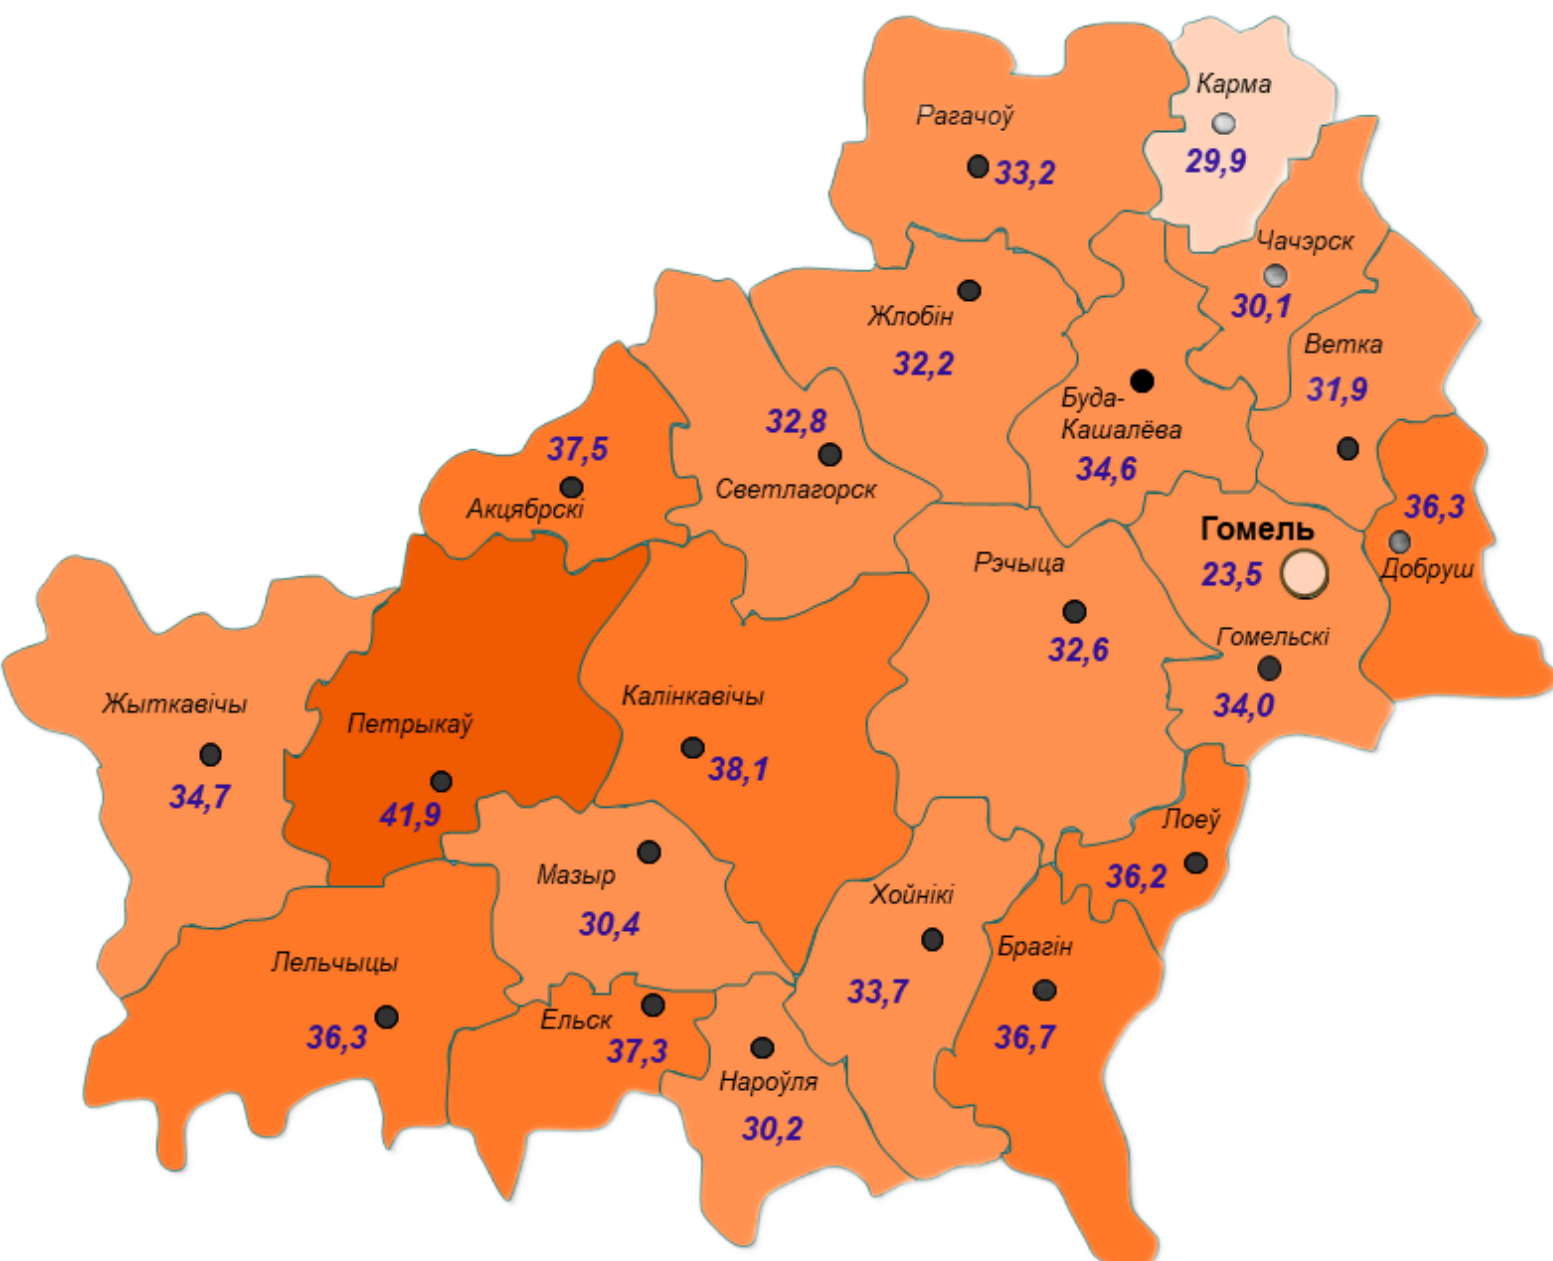 Карма
29,9
Рагачоў
33,2
Чачэрск
30,1
Жлобін
32,2
Ветка
31,9
Буда-
Кашалёва
34,6
32,8
Светлагорск
37,5
Акцябрскі
36,3
Добруш
Гомель
23,5
Рэчыца
32,6
Гомельскі
34,0
Жыткавічы
34,7
Петрыкаў
41,9
Калінкавічы
38,1
Лоеў
36,2
Мазыр
30,4
Хойнікі
33,7
Брагін
36,7
Лельчыцы
36,3
Ельск
37,3
Нароўля
30,2